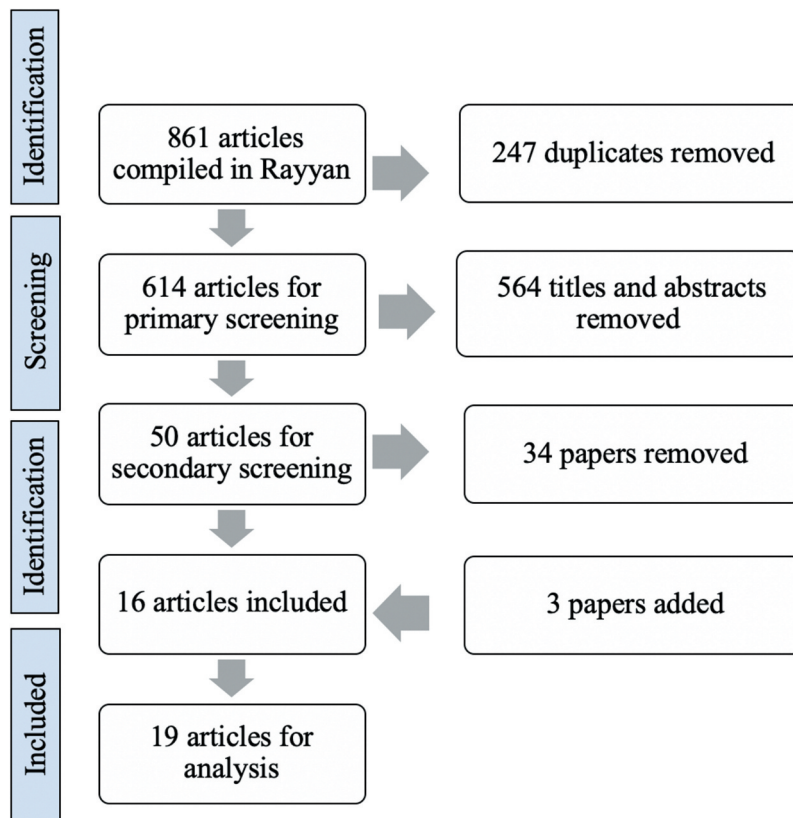 Identification
861 articles
compiled in Rayyan
247 duplicates removed
Screening
614 articles for
primary screening
564 titles and abstracts
removed
Identification
50 articles for
secondary screening
34 papers removed
16 articles included
3 papers added
Included
19 articles for
analysis